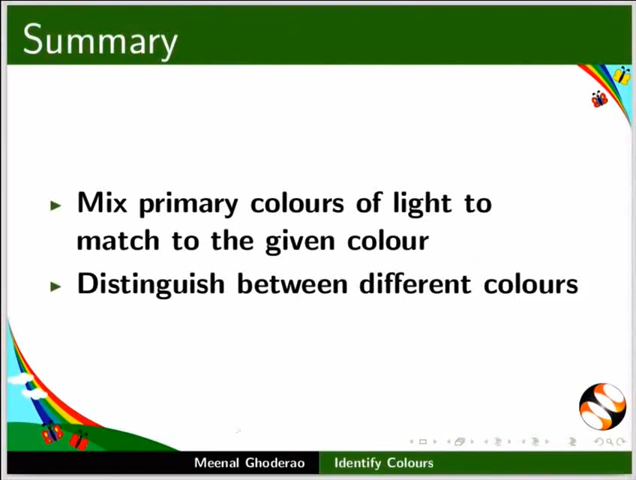 Summary
Mix primary colours of light to
match to the given colour
Distinguish between different colours
Meenal Ghoderao
Identify Colours